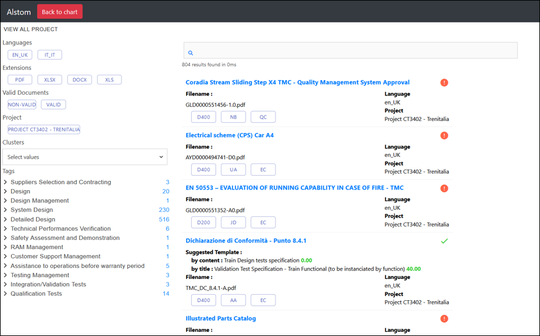 Alstom
Back to chart
VIEW ALL PROJECT
Languages
EN_UK
IT_IT
Extensions
PDF
XLSX
DOCX
XLS
Valid Documents
NON-VALID
VALID
Project
PROJECT CT3402 - TRENITALIA
Clusters
Select values
Tags
Suppliers Selection and Contracting 3
Design 20
Design Management 1
System Design 230
Detailed Design 516
Technical Performances Verification 6
Safety Assessment and Demonstration 1
RAM Management 1
Customer Support Management 1
Assistance to operations before warranty period 5
Testing Management 3
Integration/Validation Tests 3
Qualification Tests 14
804 results found in 0ms
Coradia Stream Sliding Step X4 TMC - Quality Management System Approval
Filename :
GLD0000551456-1.0.pdf
D400
NB
QC
Language
en_UK
Project
Project CT3402 - Trenitalia
Electrical scheme (CPS) Car A4
Filename :
AYD0000494741-D0.pdf
D400
UA
EC
Language
en_UK
Project
Project CT3402 - Trenitalia
EN 50553 – EVALUATION OF RUNNING CAPABILITY IN CASE OF FIRE - TMC
Filename :
GLD0000551352-A0.pdf
D200
JD
EC
Language
en_UK
Project
Project CT3402 - Trenitalia
Dichiarazione di Conformità - Punto 8.4.1
Suggested Template :
by content : Train Design tests specification 0.00
by title : Validation Test Specification - Train Functional (to be instanciated by function) 40.00
Filename :
TMC_DC_8.4.1-A.pdf
D400
AA
EC
Language
en_UK
Project
Project CT3402 - Trenitalia
Illustrated Parts Catalog
Filename :
Language